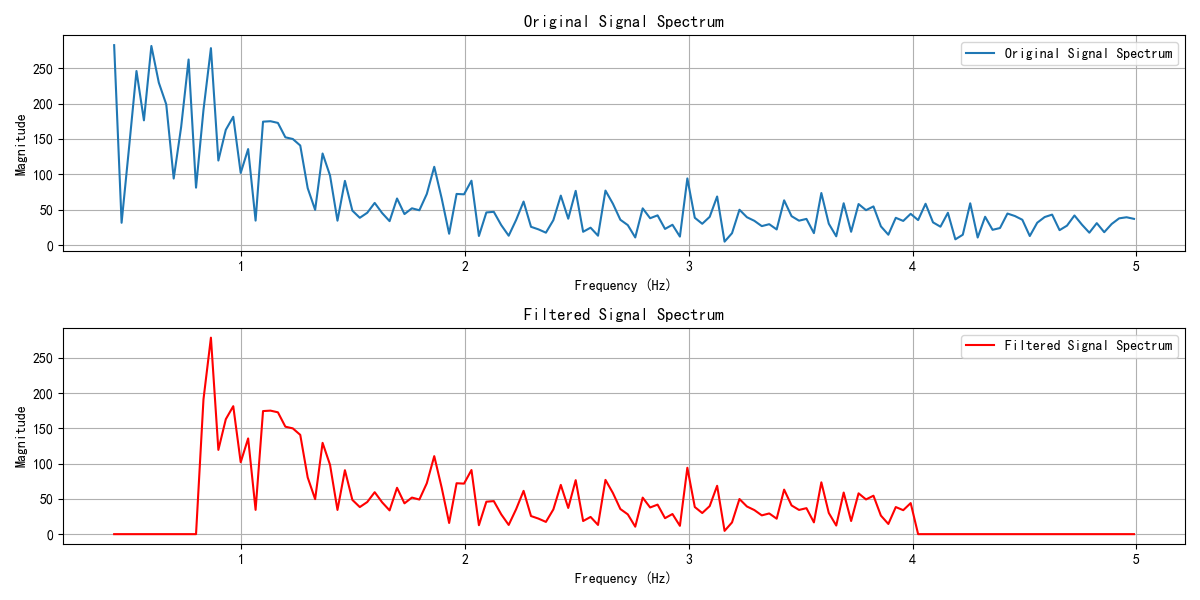 Original Signal Spectrum
Original Signal Spectrum
Magnitude
250
200
150
100
50
0
1 2 3 4 5
Frequency (Hz)
Filtered Signal Spectrum
Filtered Signal Spectrum
Magnitude
250
200
150
100
50
0
1 2 3 4 5
Frequency (Hz)